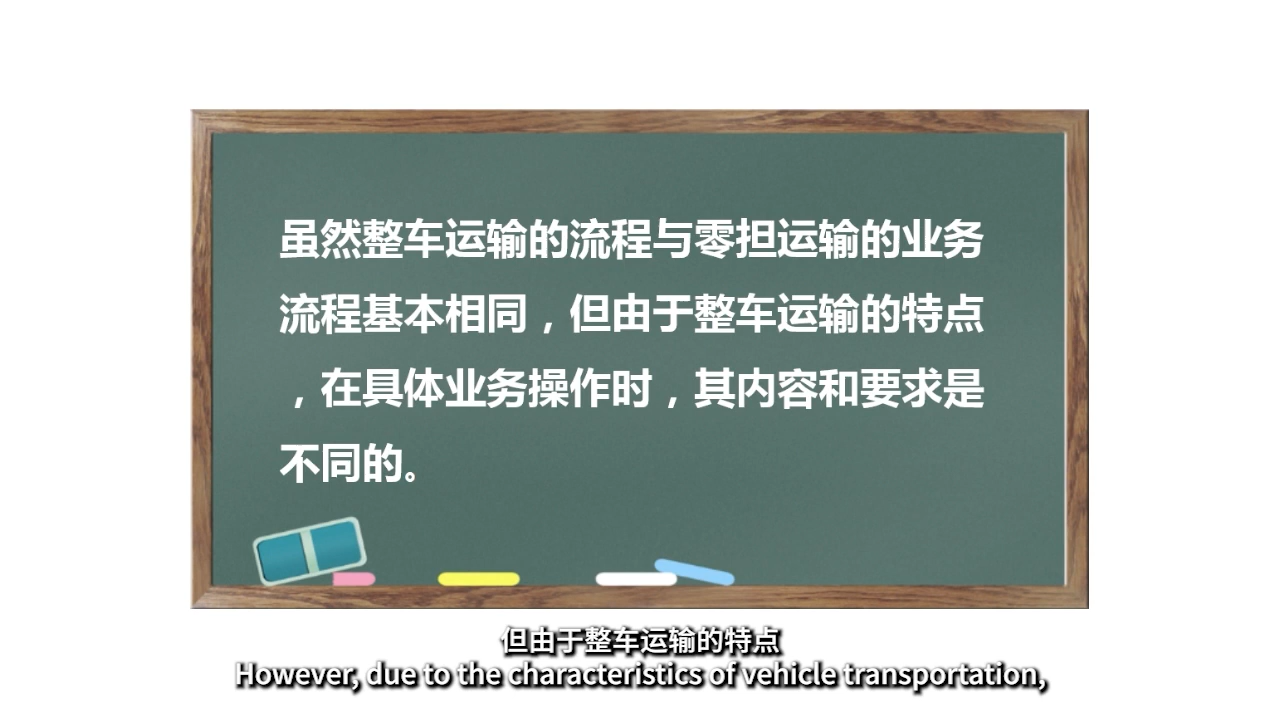 虽然整车运输的流程与零担运输的业务
流程基本相同，但由于整车运输的特点
，在具体业务操作时，其内容和要求是
不同的。
但由于整车运输的特点
However, due to the characteristics of vehicle transportation,